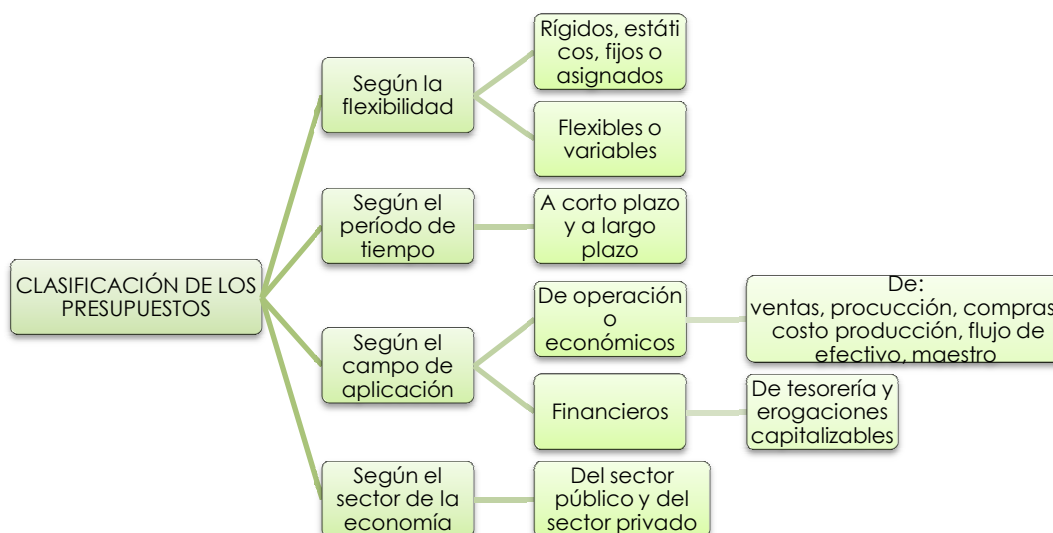 CLASIFICACIÓN DE LOS
PRESUPUESTOS
Según la
flexibilidad
Rígidos, estáti
cos, fijos o
asignados
Flexibles o
variables
Según el
período de
tiempo
A corto plazo
y a largo
plazo
Según el
campo de
aplicación
De operación
o
económicos
De:
ventas, procucción, compras
costo producción, flujo de
efectivo, maestro
Financieros
De tesorería y
erogaciones
capitalizables
Según el
sector de la
economía
Del sector
público y del
sector privado